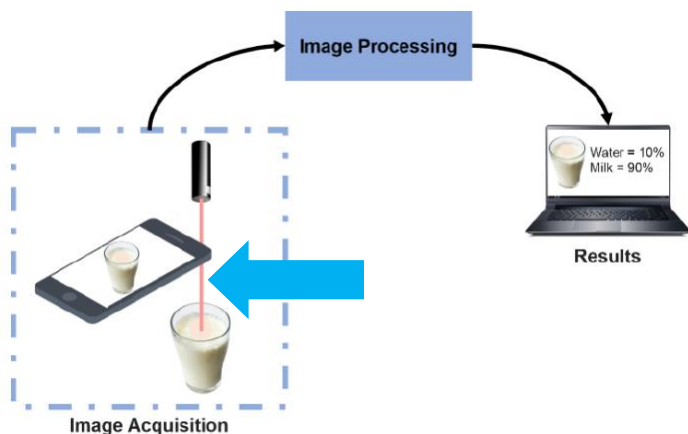 Image Processing
Water = 10%
Milk = 90%
Results
Image Acquisition